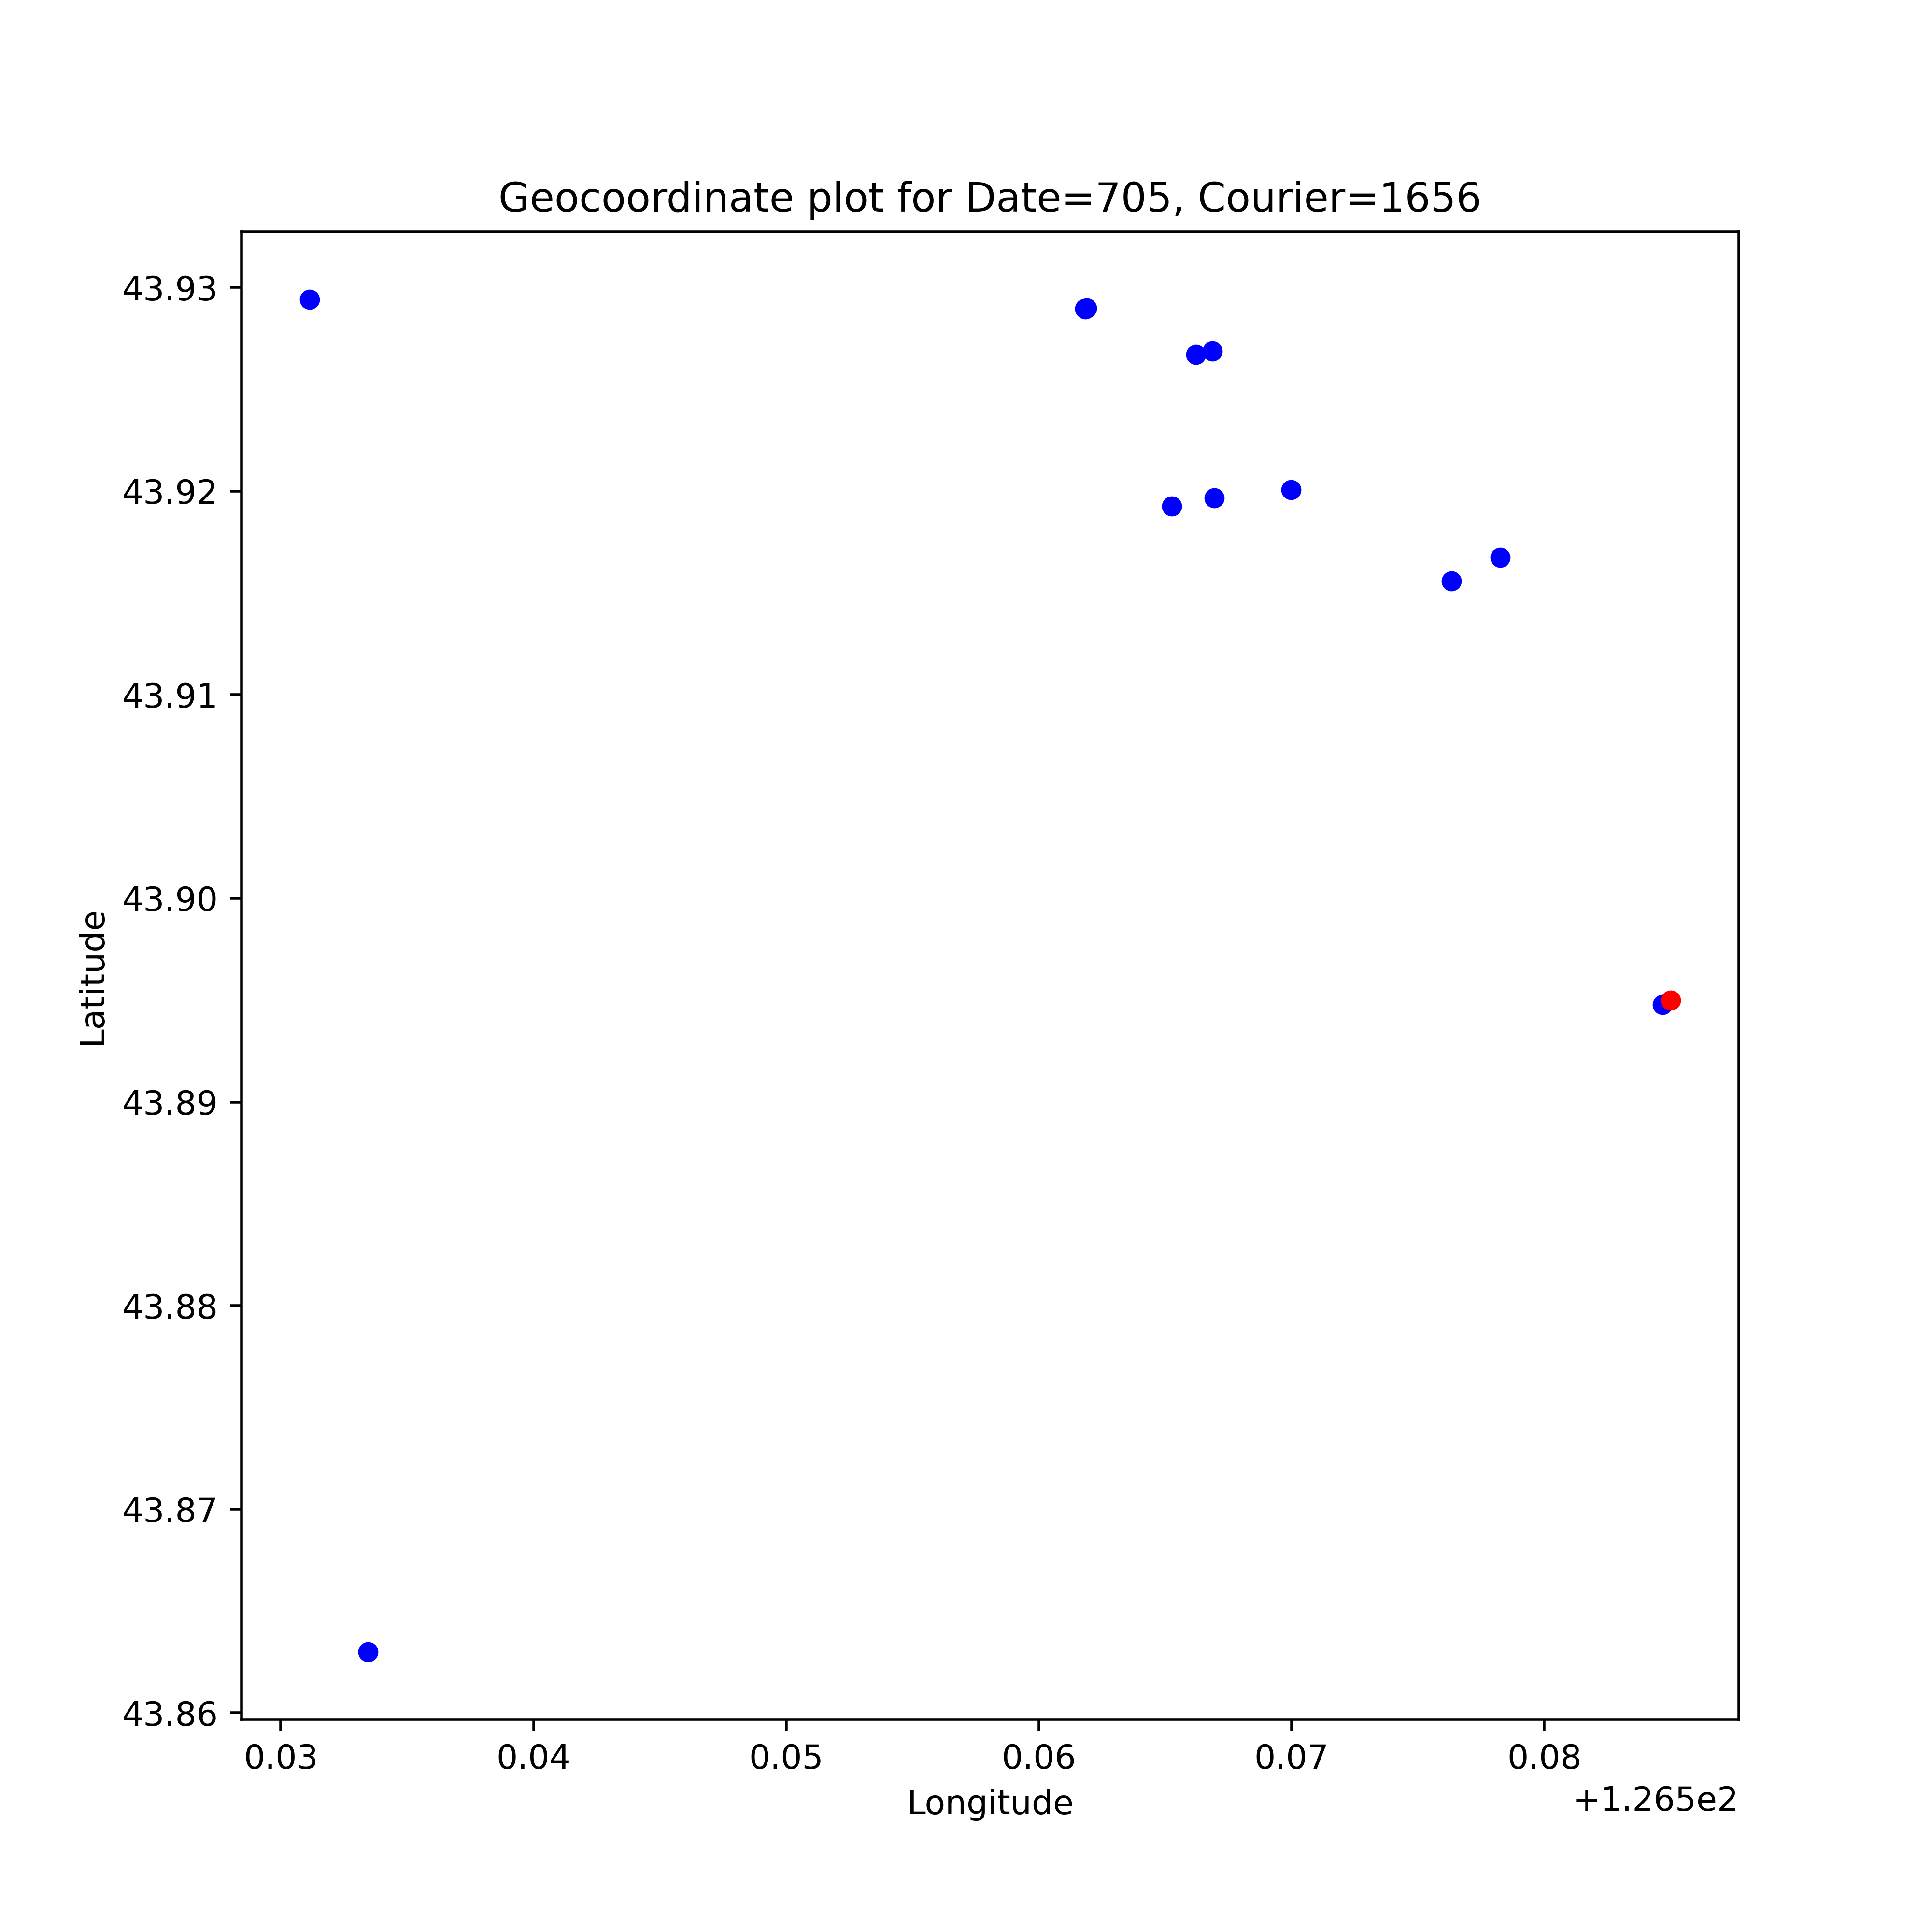 Geocoordinate plot for Date=705, Courier=1656
43.93
43.92
43.91
43.90
43.89
43.88
43.87
43.86
Latitude
0.03 0.04 0.05 0.06 0.07 0.08
Longitude
+1.265e2